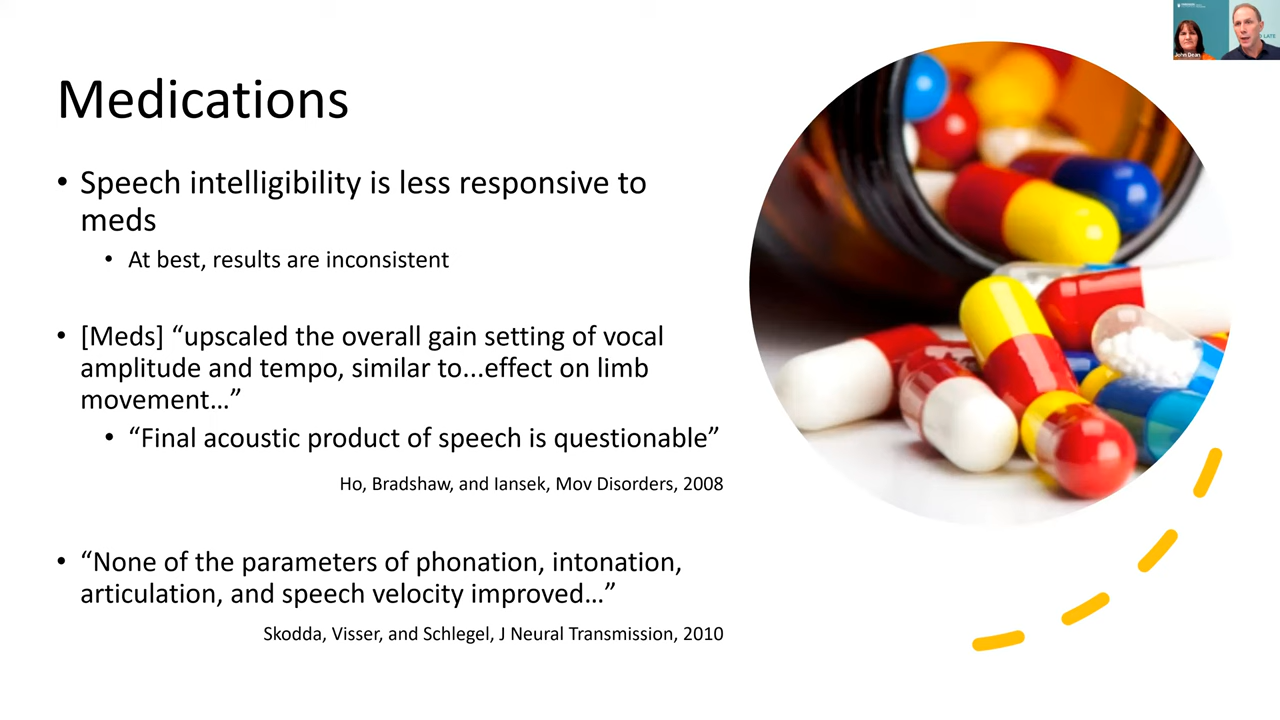 Medications
• Speech intelligibility is less responsive to
meds
• At best, results are inconsistent
• [Meds] “upscaled the overall gain setting of vocal
amplitude and tempo, similar to...effect on limb
movement…”
• “Final acoustic product of speech is questionable”
Ho, Bradshaw, and Iansek, Mov Disorders, 2008
• “None of the parameters of phonation, intonation,
articulation, and speech velocity improved…”
Skodda, Visser, and Schlegel, J Neural Transmission, 2010
John Dean
LATE